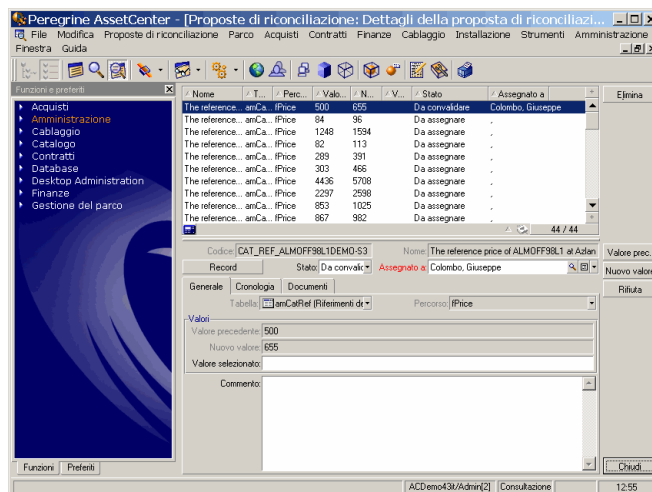 Peregrine AssetCenter - [Proposte di riconciliazione: Dettagli della proposta di riconciliazi...
File Modifica Proposte di riconciliazione Parco Acquisti Contratti Finanze Cablaggio Installazione Strumenti Amministrazione
Finestra Guida
Funzioni e preferiti
Acquisti
Amministrazione
Cablaggio
Catalogo
Contratti
Database
Desktop Administration
Finanze
Gestione del parco
Funzioni Preferiti
Nome T... Perc... Valo... N... V... Stato Assegnato a
The reference... amCa... fPrice 500 655 Da convalidare Colombo, Giuseppe
The reference... amCa... fPrice 84 96 Da assegnare ,
The reference... amCa... fPrice 1248 1594 Da assegnare ,
The reference... amCa... fPrice 82 113 Da assegnare ,
The reference... amCa... fPrice 289 391 Da assegnare ,
The reference... amCa... fPrice 303 466 Da assegnare ,
The reference... amCa... fPrice 4436 5708 Da assegnare ,
The reference... amCa... fPrice 2297 2598 Da assegnare ,
The reference... amCa... fPrice 853 1025 Da assegnare ,
The reference... amCa... fPrice 867 982 Da assegnare ,
44 / 44
Codice: CAT_REF_ALMOFF98L1DEMO-S3 Nome: The reference price of ALMOFF98L1 at Azlan
Record Stato: Da convalic Assegnato a: Colombo, Giuseppe
Generale Cronologia Documenti
Tabella: amCatRef (Riferimenti de Percorso: fPrice
Valori
Valore precedente: 500
Nuovo valore: 655
Valore selezionato:
Commento:
Elimina
Valore prec.
Nuovo valore
Rifiuta
Chiudi
ACDemo43it/Admin[2] Consultazione 12:55